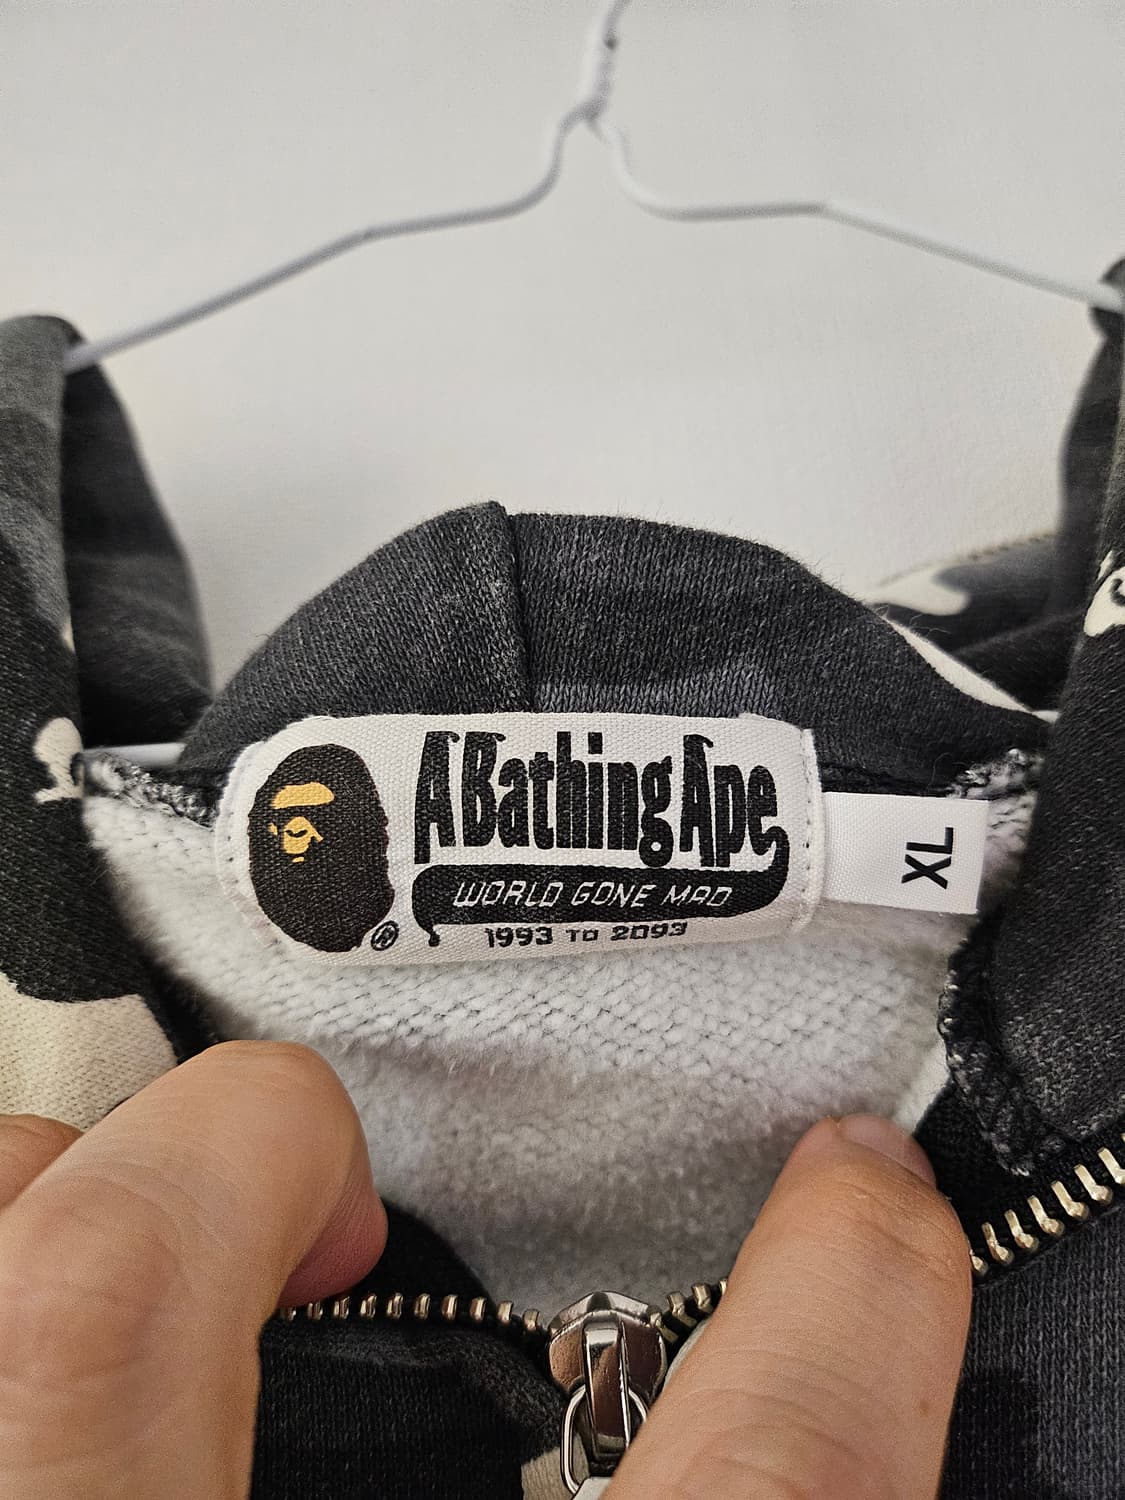 A Bathing Ape
WORLD GONE MAD
®
1993 TO 2093
XL